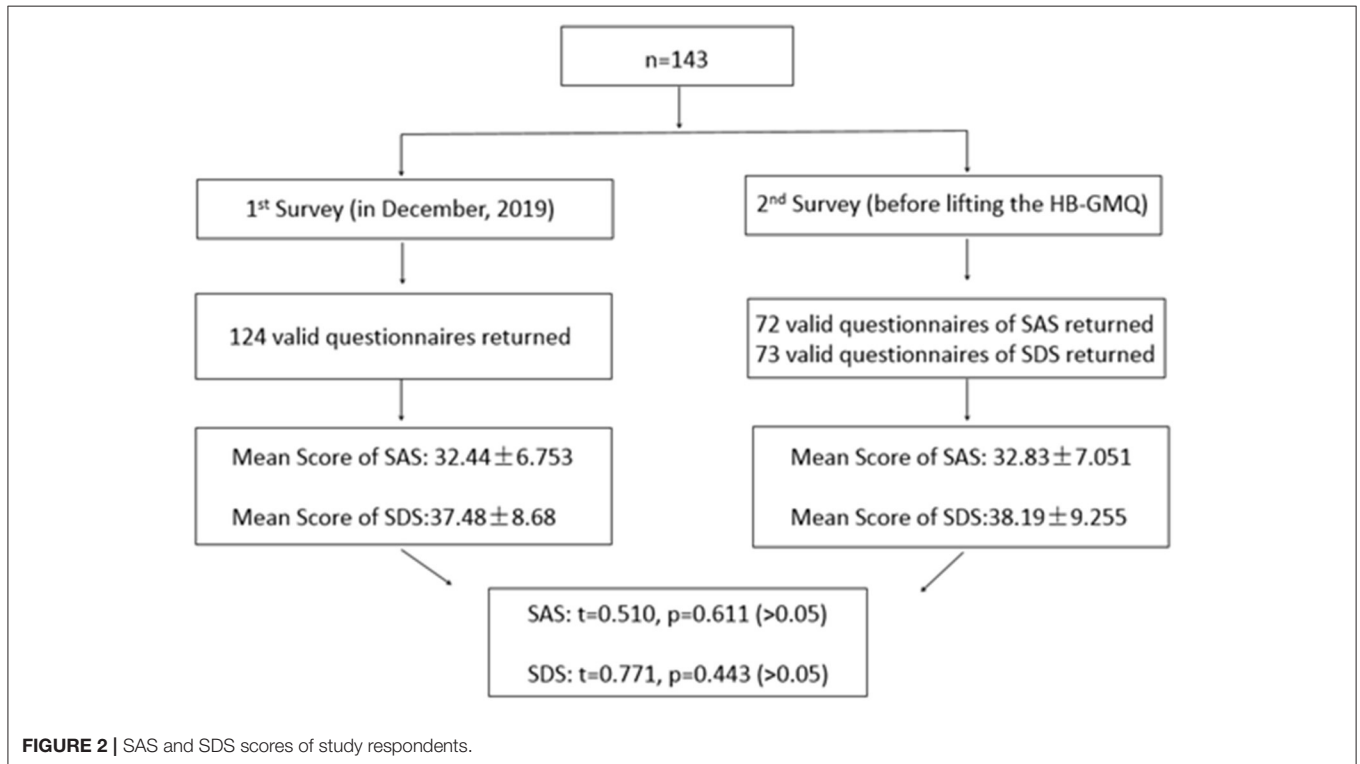 n=143
1st Survey (in December, 2019)
2nd Survey (before lifting the HB-GMQ)
124 valid questionnaires returned
72 valid questionnaires of SAS returned
73 valid questionnaires of SDS returned
Mean Score of SAS: 32.44±6.753
Mean Score of SDS:37.48±8.68
Mean Score of SAS: 32.83±7.051
Mean Score of SDS:38.19±9.255
SAS: t=0.510, p=0.611 (>0.05)
SDS: t=0.771, p=0.443 (>0.05)
FIGURE 2 | SAS and SDS scores of study respondents.